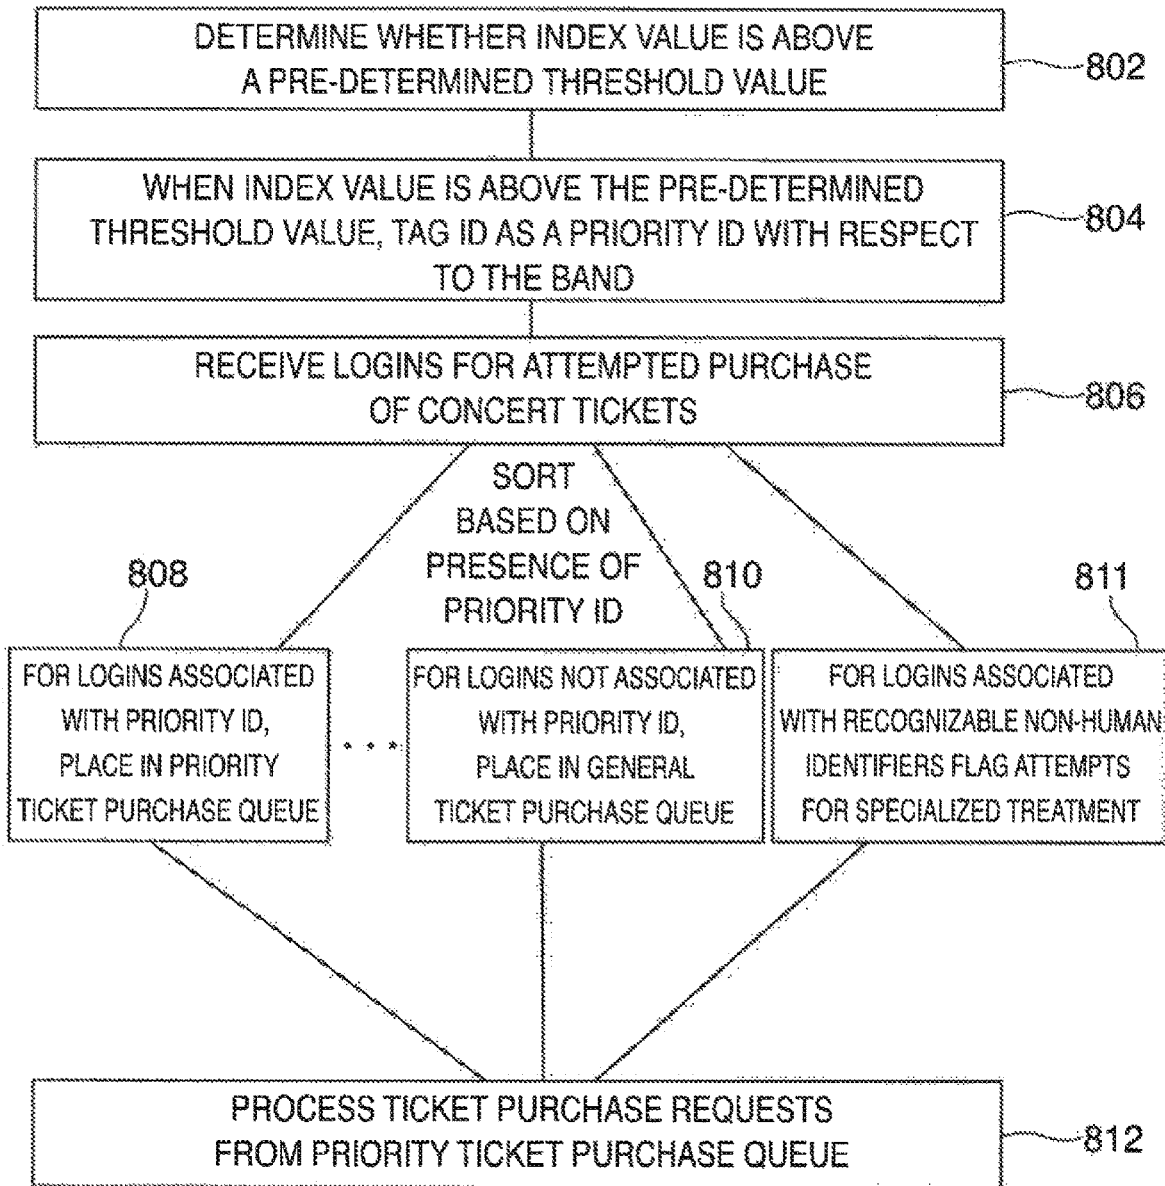 DETERMINE WHETHER INDEX VALUE IS ABOVE
A PRE-DETERMINED THRESHOLD VALUE
802
WHEN INDEX VALUE IS ABOVE THE PRE-DETERMINED
THRESHOLD VALUE, TAG ID AS A PRIORITY ID WITH RESPECT
TO THE BAND
804
RECEIVE LOGINS FOR ATTEMPTED PURCHASE
OF CONCERT TICKETS
806
SORT
BASED ON
PRESENCE OF
PRIORITY ID
808
FOR LOGINS ASSOCIATED
WITH PRIORITY ID,
PLACE IN PRIORITY
TICKET PURCHASE QUEUE
. . .
810
FOR LOGINS NOT ASSOCIATED
WITH PRIORITY ID,
PLACE IN GENERAL
TICKET PURCHASE QUEUE
811
FOR LOGINS ASSOCIATED
WITH RECOGNIZABLE NON-HUMAN
IDENTIFIERS FLAG ATTEMPTS
FOR SPECIALIZED TREATMENT
PROCESS TICKET PURCHASE REQUESTS
FROM PRIORITY TICKET PURCHASE QUEUE
812